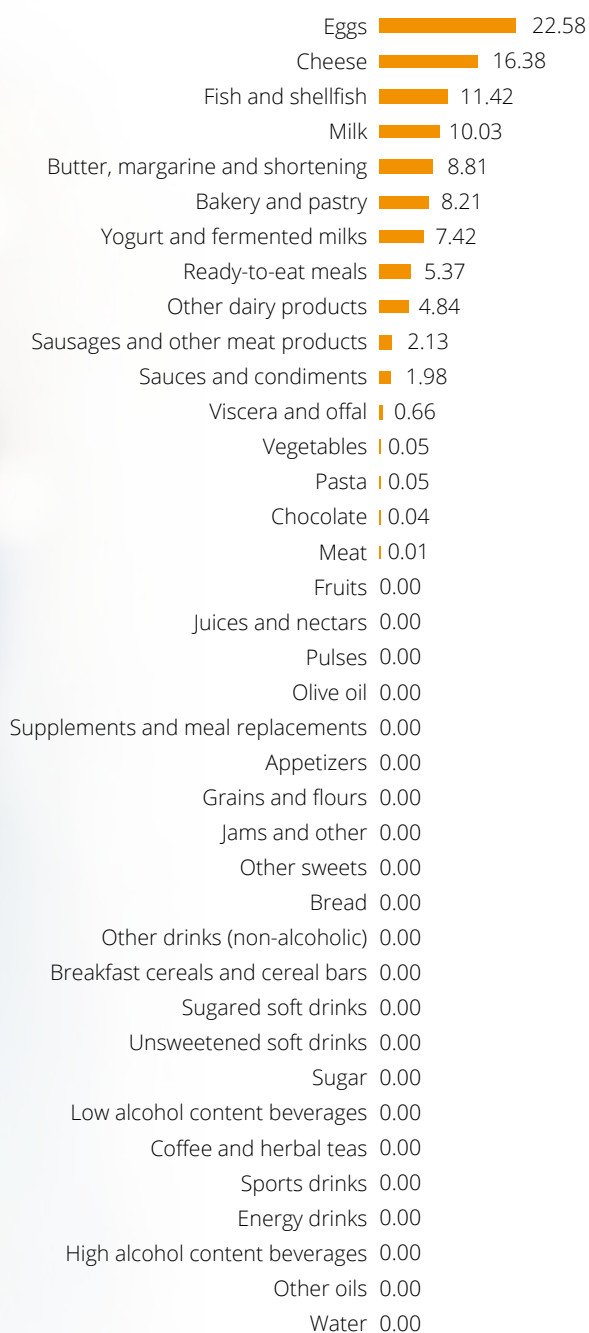 Eggs 22.58
Cheese 16.38
Fish and shellfish 11.42
Milk 10.03
Butter, margarine and shortening 8.81
Bakery and pastry 8.21
Yogurt and fermented milks 7.42
Ready-to-eat meals 5.37
Other dairy products 4.84
Sausages and other meat products 2.13
Sauces and condiments 1.98
Viscera and offal 0.66
Vegetables 0.05
Pasta 0.05
Chocolate 0.04
Meat 0.01
Fruits 0.00
Juices and nectars 0.00
Pulses 0.00
Olive oil 0.00
Supplements and meal replacements 0.00
Appetizers 0.00
Grains and flours 0.00
Jams and other 0.00
Other sweets 0.00
Bread 0.00
Other drinks (non-alcoholic) 0.00
Breakfast cereals and cereal bars 0.00
Sugared soft drinks 0.00
Unsweetened soft drinks 0.00
Sugar 0.00
Low alcohol content beverages 0.00
Coffee and herbal teas 0.00
Sports drinks 0.00
Energy drinks 0.00
High alcohol content beverages 0.00
Other oils 0.00
Water 0.00